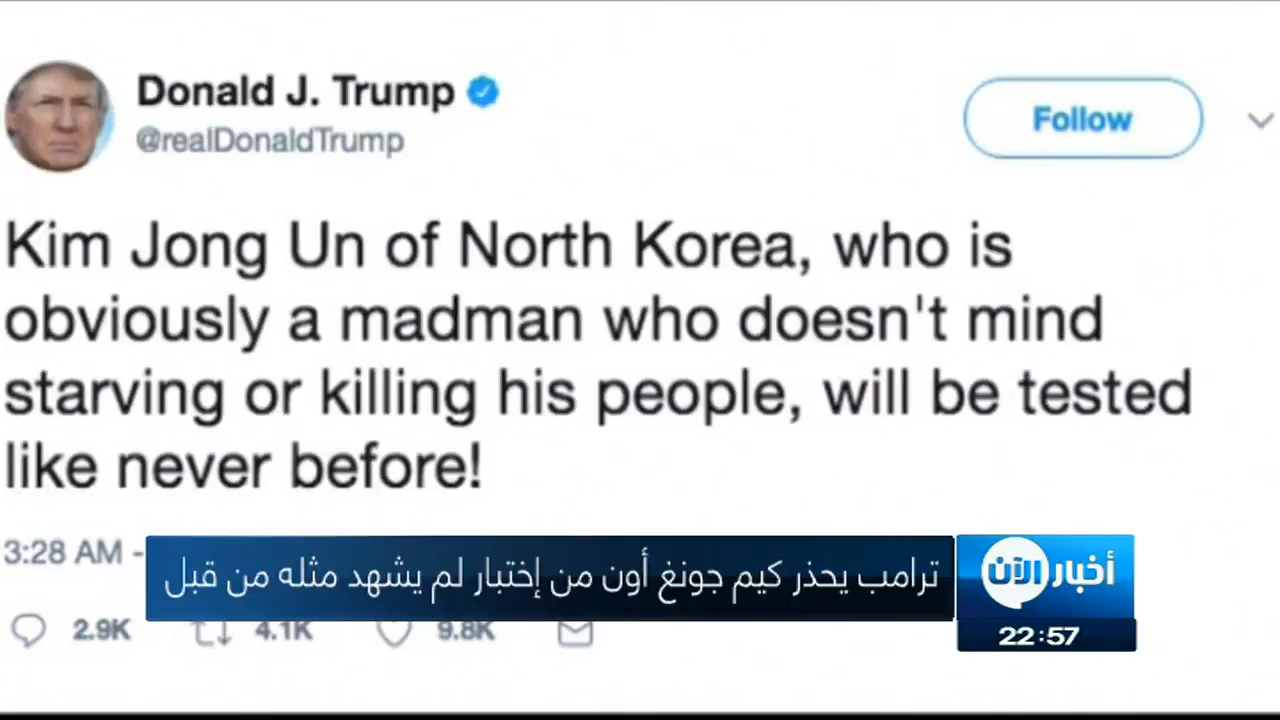 Donald J. Trump
@realDonaldTrump
Follow
Kim Jong Un of North Korea, who is
obviously a madman who doesn't mind
starving or killing his people, will be tested
like never before!
3:28 AM -
ترامب يحذر كيم جونغ أون من إختبار لم يشهد مثله من قبل
أخبار الآن
22:57
2.9K
4.1K
9.8K